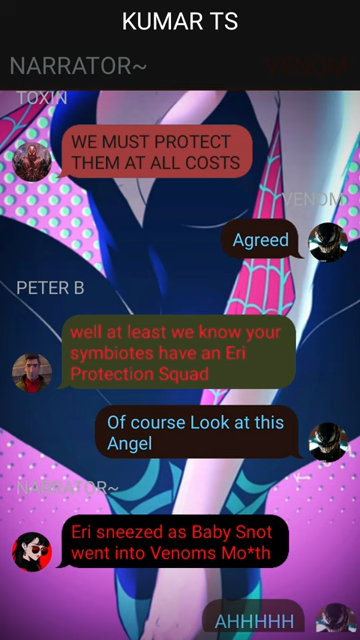 KUMAR TS
NARRATOR~
VENOM
TOXIN
WE MUST PROTECT
THEM AT ALL COSTS
VENOM
Agreed
PETER B
well at least we know your
symbiotes have an Eri
Protection Squad
Of course Look at this
Angel
NARRATOR~
Eri sneezed as Baby Snot
went into Venoms Mo*th
AHHHHH